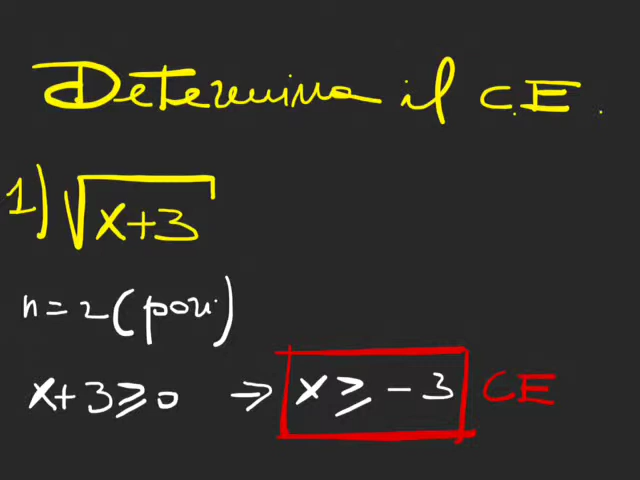 Determina il C.E.
1) √x+3
n = 2 (pari)
x+3 ⩾ 0 ⇒ x ⩾ -3 CE